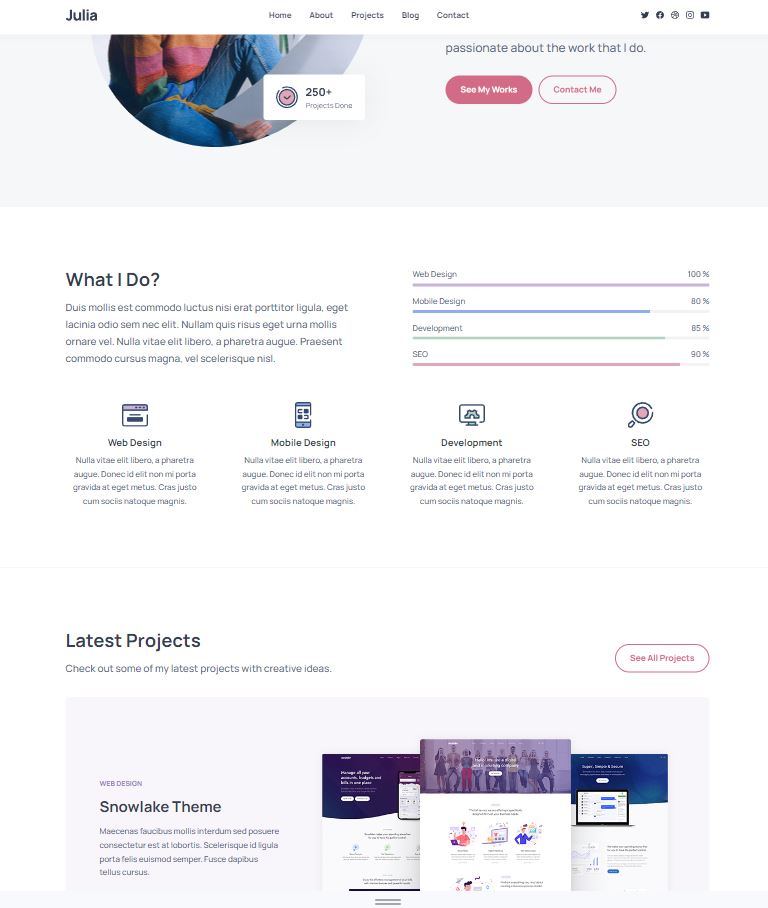 Julia
Home About Projects Blog Contact
passionate about the work that I do.
See My Works Contact Me
250+
Projects Done
What I Do?
Duis mollis est commodo luctus nisi erat porttitor ligula, eget
lacinia odio sem nec elit. Nullam quis risus eget urna mollis
ornare vel. Nulla vitae elit libero, a pharetra augue. Praesent
commodo cursus magna, vel scelerisque nisl.
Web Design 100 %
Mobile Design 80 %
Development 85 %
SEO 90 %
Web Design
Nulla vitae elit libero, a pharetra
augue. Donec id elit non mi porta
gravida at eget metus. Cras justo
cum sociis natoque magnis.
Mobile Design
Nulla vitae elit libero, a pharetra
augue. Donec id elit non mi porta
gravida at eget metus. Cras justo
cum sociis natoque magnis.
Development
Nulla vitae elit libero, a pharetra
augue. Donec id elit non mi porta
gravida at eget metus. Cras justo
cum sociis natoque magnis.
SEO
Nulla vitae elit libero, a pharetra
augue. Donec id elit non mi porta
gravida at eget metus. Cras justo
cum sociis natoque magnis.
Latest Projects
Check out some of my latest projects with creative ideas.
See All Projects
WEB DESIGN
Snowlake Theme
Maecenas faucibus mollis interdum sed posuere
consectetur est at lobortis. Scelerisque id ligula
porta felis euismod semper. Fusce dapibus
tellus cursus.
Manage all your
accounts, budgets and
bills in one place
Super, Simple & Secure